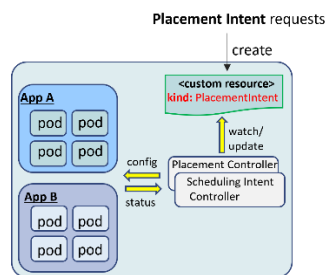 Placement Intent requests
create
<custom resource>
kind: PlacementIntent
App A
pod pod
pod pod
watch/
update
config
status
Placement Controller
Scheduling Intent
Controller
App B
pod pod
pod pod